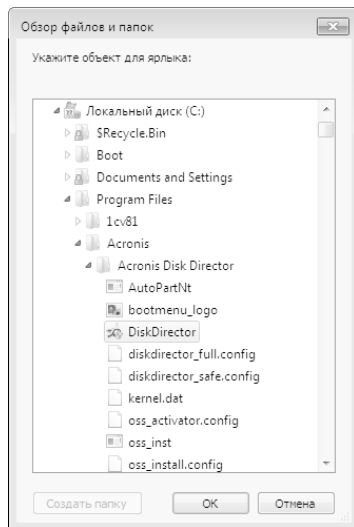 Обзор файлов и папок
Укажите объект для ярлыка:
Локальный диск (C:)
$Recycle.Bin
Boot
Documents and Settings
Program Files
1cv81
Acronis
Acronis Disk Director
AutoPartNt
bootmenu_logo
DiskDirector
diskdirector_full.config
diskdirector_safe.config
kernel.dat
oss_activator.config
oss_inst
oss_install.config
Создать папку
ОК
Отмена